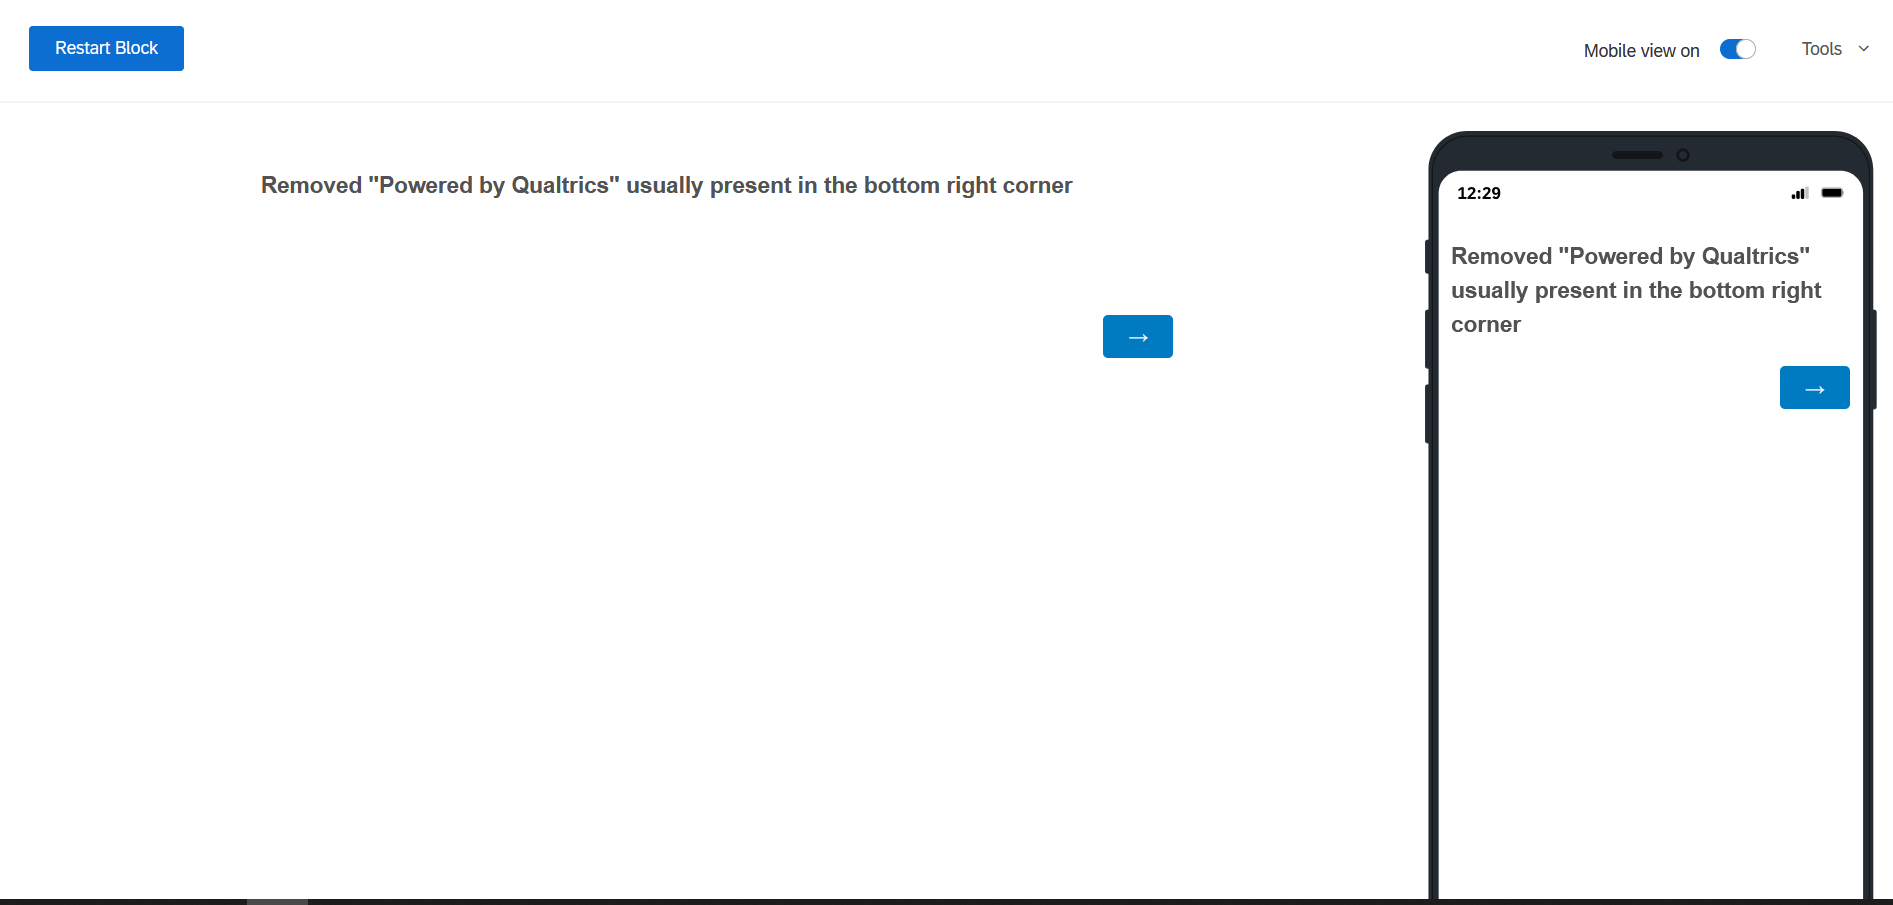 Restart Block
Mobile view on
Tools
Removed "Powered by Qualtrics" usually present in the bottom right corner
→
12:29
Removed "Powered by Qualtrics"
usually present in the bottom right
corner
→